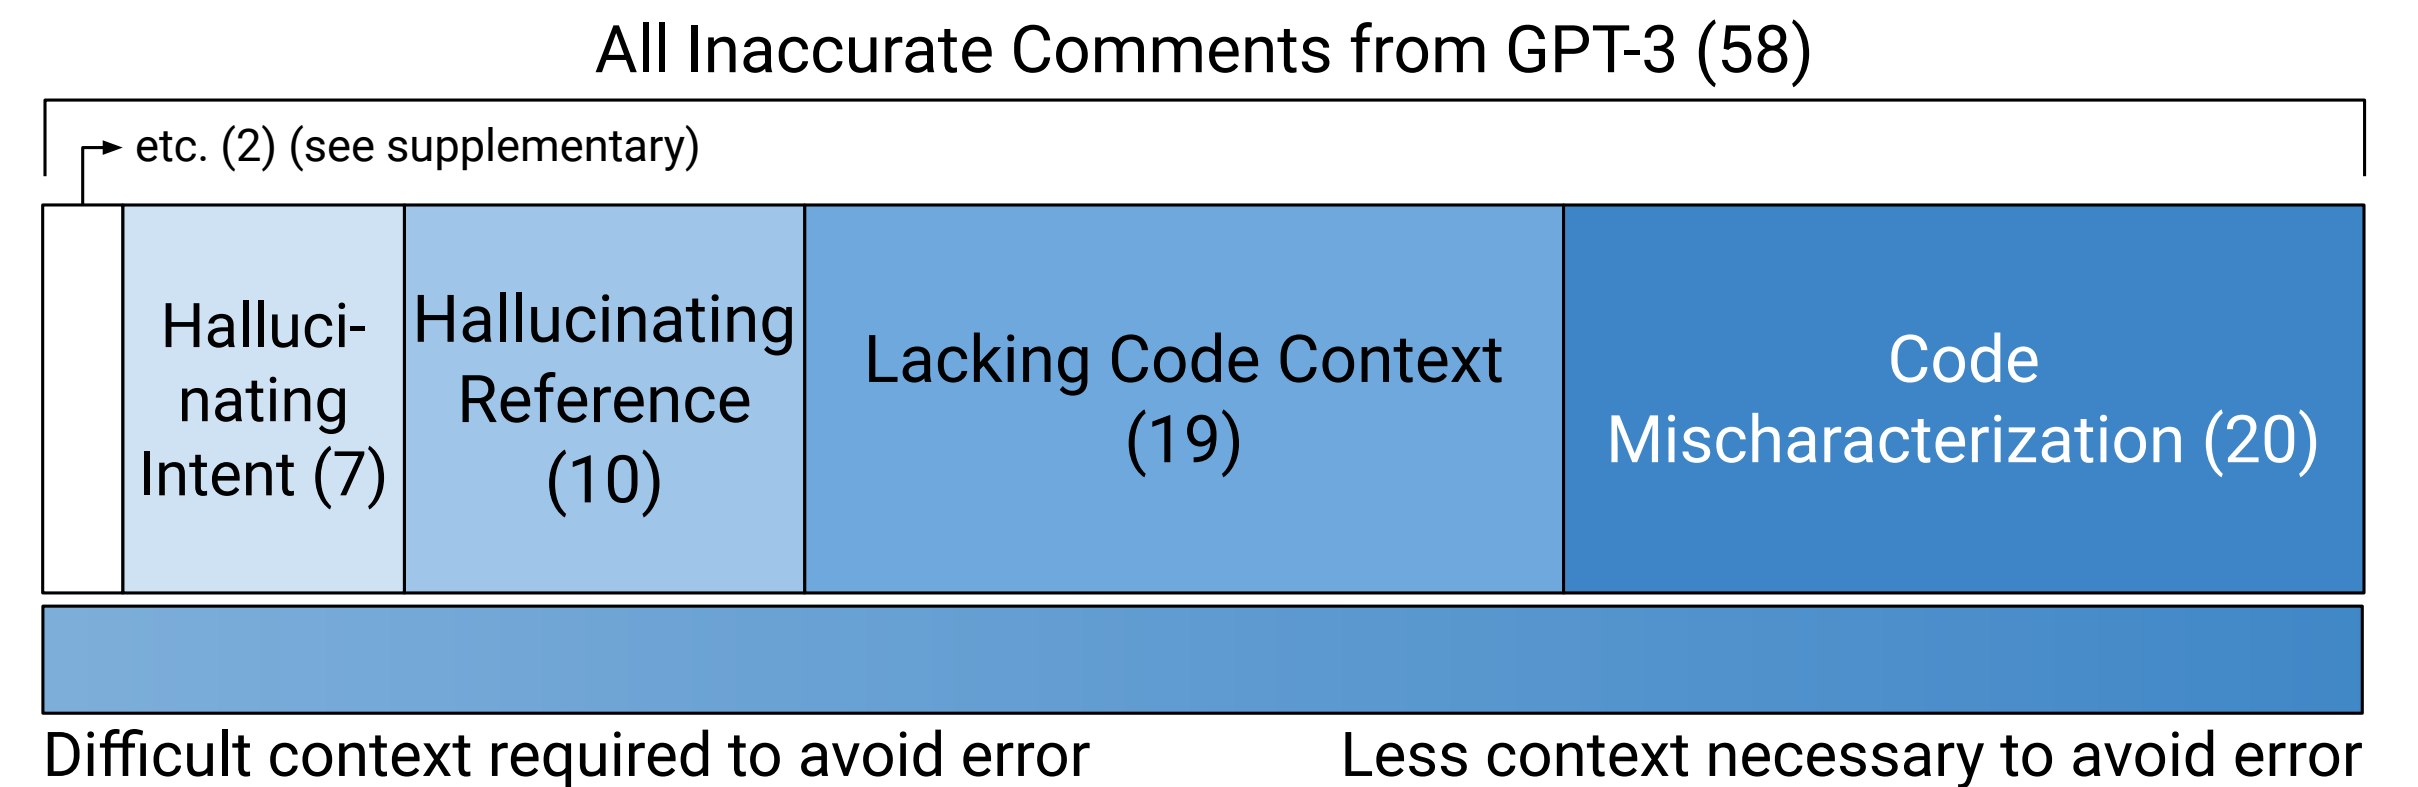 All Inaccurate Comments from GPT-3 (58)
etc. (2) (see supplementary)
Halluci-
nating
Intent (7)
Hallucinating
Reference
(10)
Lacking Code Context
(19)
Code
Mischaracterization (20)
Difficult context required to avoid error
Less context necessary to avoid error